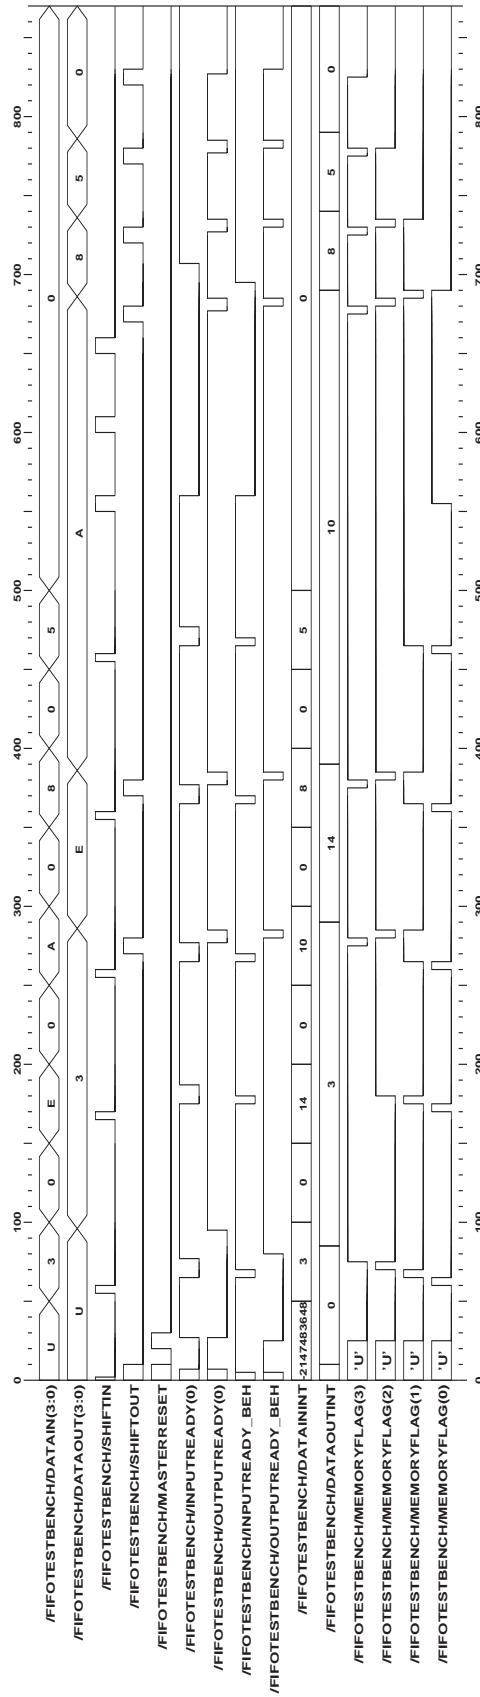 0 100 200 300 400 500 600 700 800
/FIFOTESTBENCH/DATAIN(3:0) U 3 0 E 0 A 0 8 0 5 0
/FIFOTESTBENCH/DATAOUT(3:0) U 3 E A 8 5 0
/FIFOTESTBENCH/SHIFTIN
/FIFOTESTBENCH/SHIFTOUT
/FIFOTESTBENCH/MASTERRESET
/FIFOTESTBENCH/INPUTREADY(0)
/FIFOTESTBENCH/OUTPUTREADY(0)
/FIFOTESTBENCH/INPUTREADY_BEH
/FIFOTESTBENCH/OUTPUTREADY_BEH
/FIFOTESTBENCH/DATAININT -2147483648 3 0 14 0 10 0 8 0 5 0
/FIFOTESTBENCH/DATAOUTINT 0 3 14 10 8 5 0
/FIFOTESTBENCH/MEMORYFLAG(3) 'U'
/FIFOTESTBENCH/MEMORYFLAG(2) 'U'
/FIFOTESTBENCH/MEMORYFLAG(1) 'U'
/FIFOTESTBENCH/MEMORYFLAG(0) 'U'
0 100 200 300 400 500 600 700 800